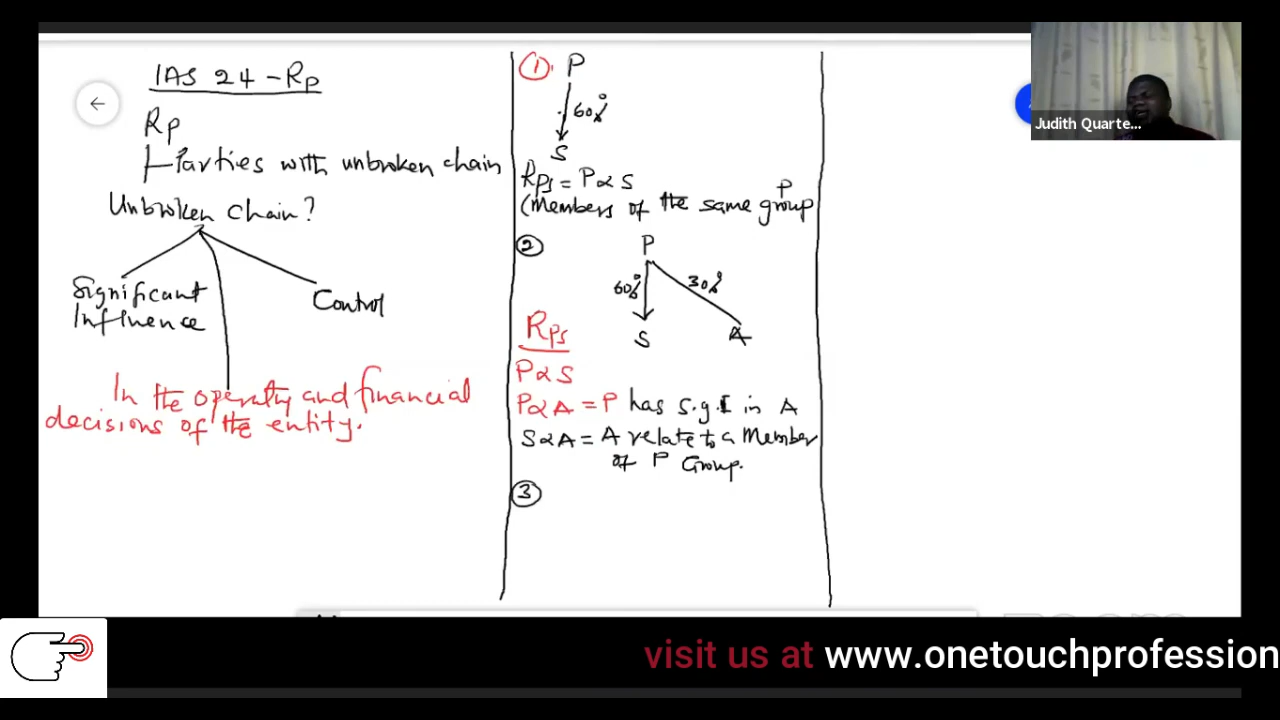 IAS 24 - Rp
Rp
Parties with unbroken chain
Unbroken chain?
Significant
Influence
Control
In the operating and financial
decisions of the entity.
①. P
60%
S
RPs = P & S
(Members of the same P group
② P
60% 30%
S A
RPs
P & S
P & A = P has s.g.I in A
S & A = A relate to a Member
of P Group.
③
Judith Quarte...
visit us at www.onetouchprofession